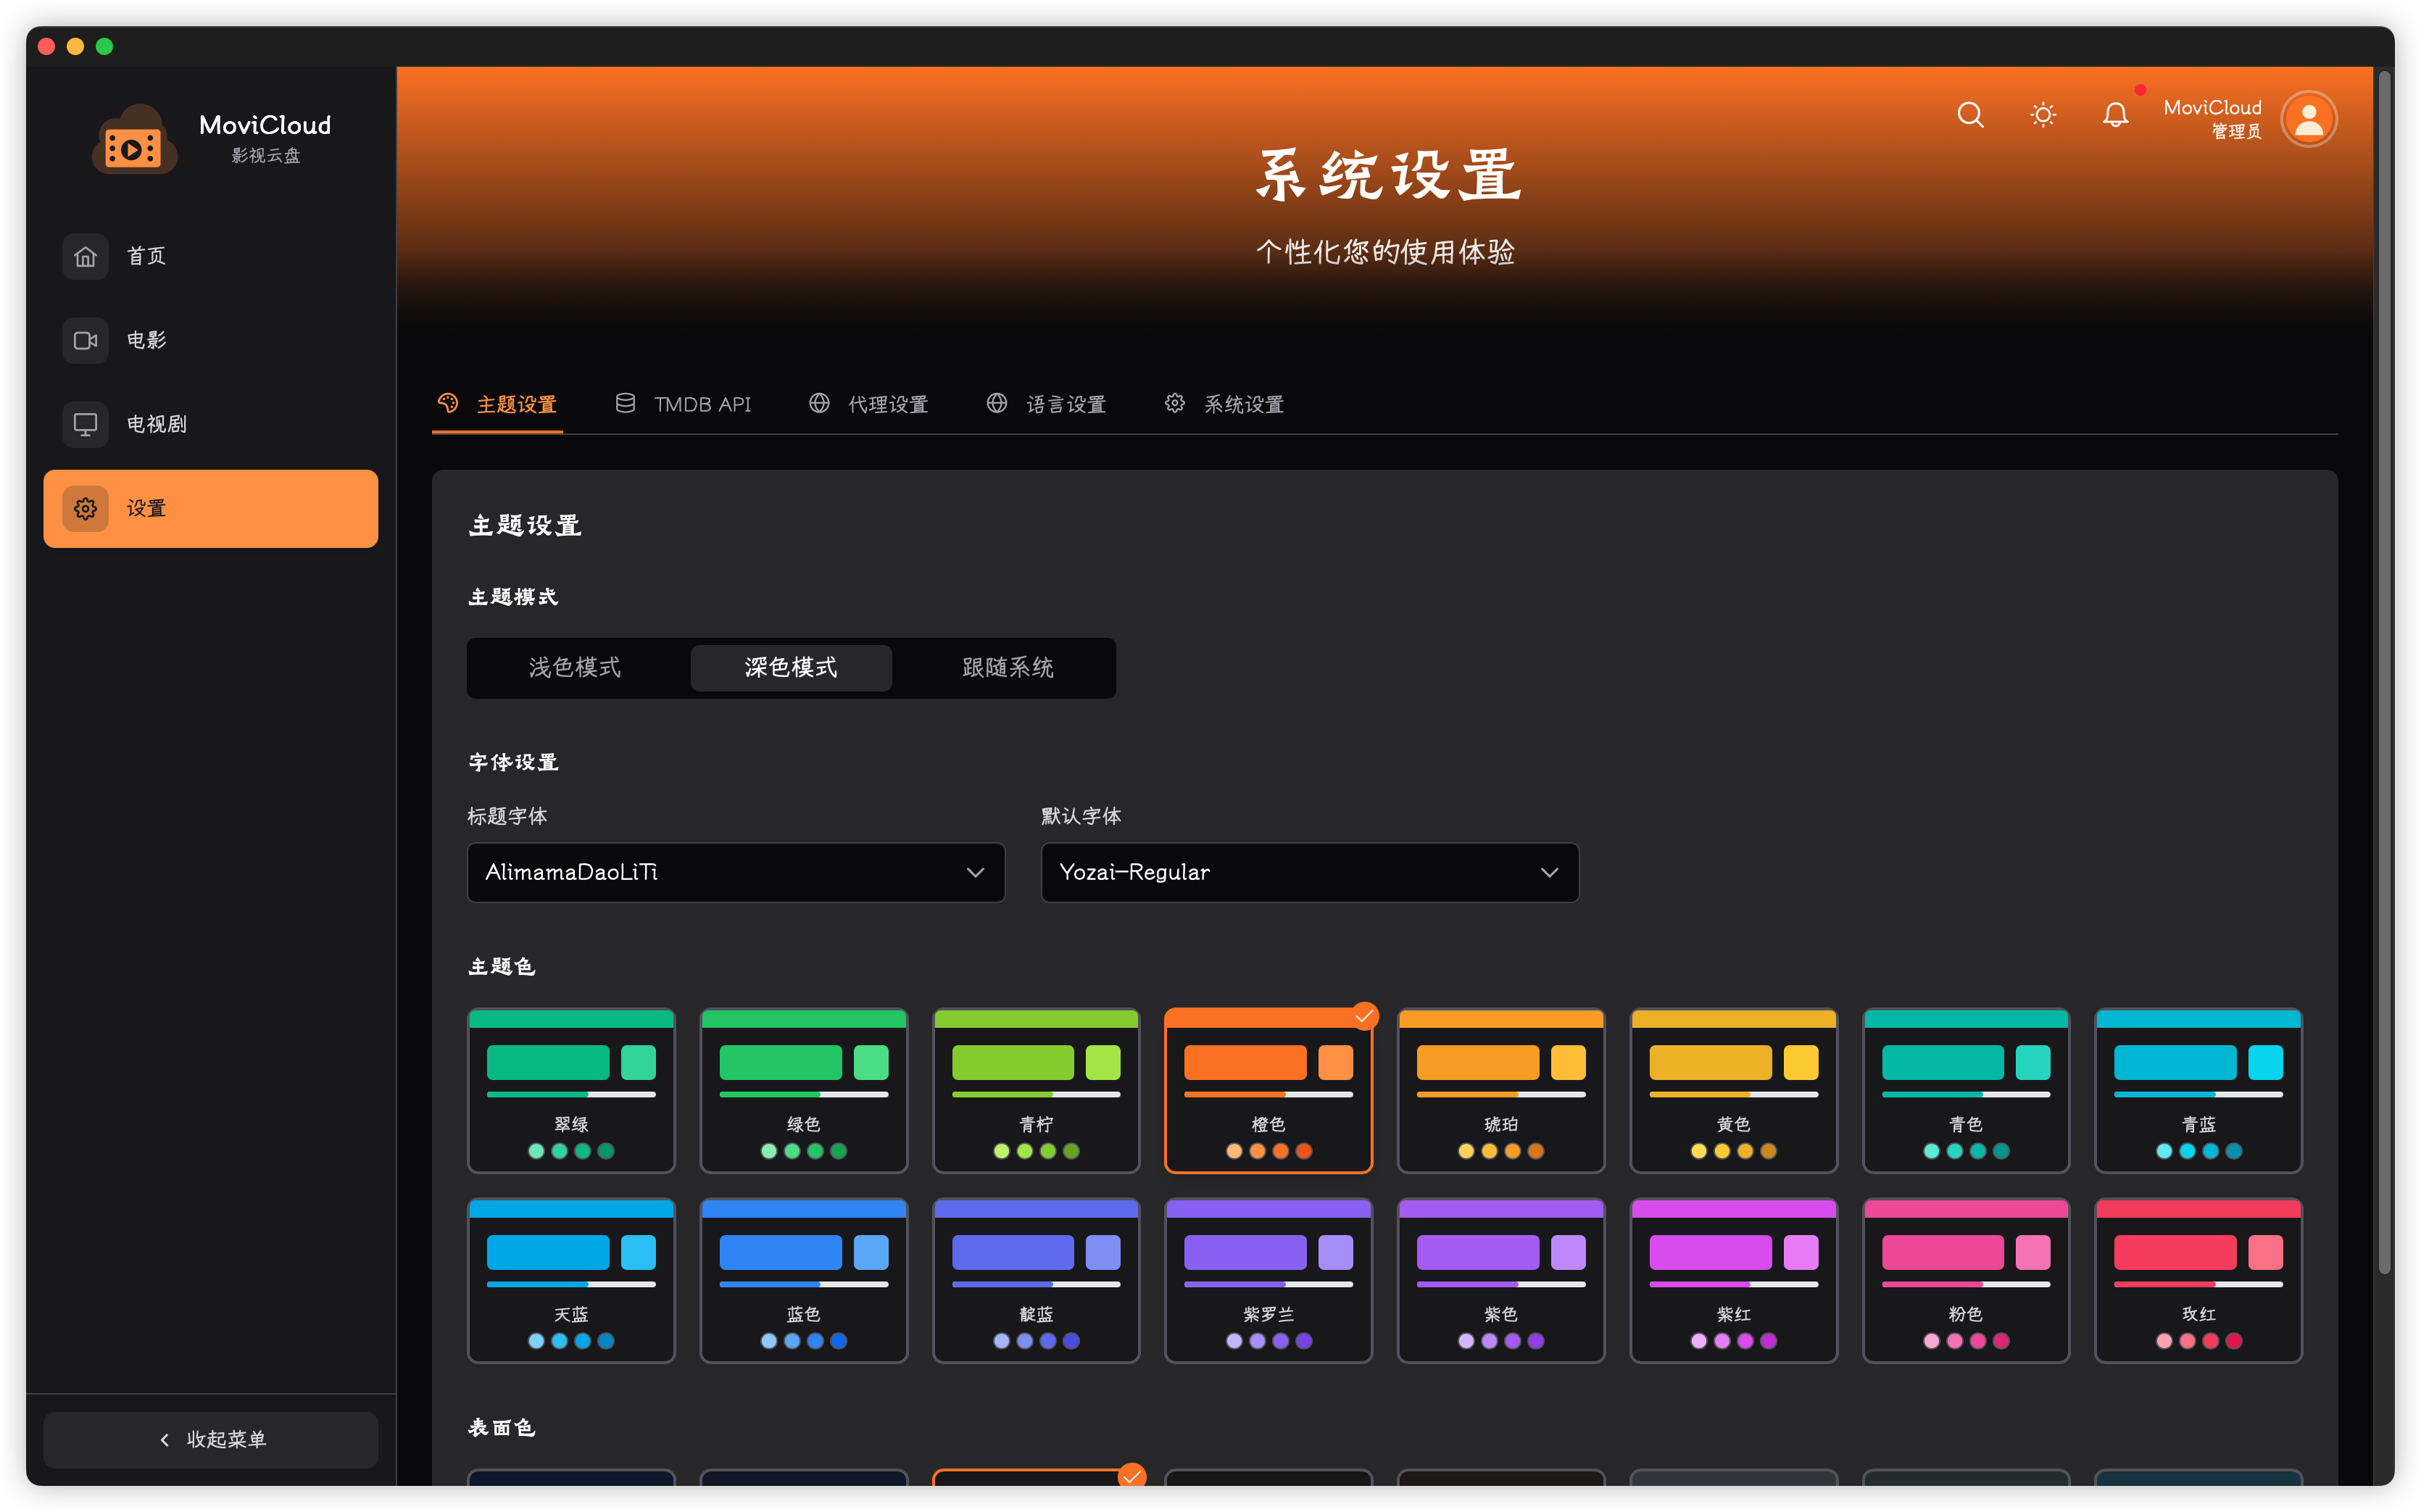 MoviCloud
影视云盘
首页
电影
电视剧
设置
收起菜单
MoviCloud
管理员
系统设置
个性化您的使用体验
主题设置
TMDB API
代理设置
语言设置
系统设置
主题设置
主题模式
浅色模式
深色模式
跟随系统
字体设置
标题字体
默认字体
AlimamaDaoLiTi
Yozai-Regular
主题色
翠绿
绿色
青柠
橙色
琥珀
黄色
青色
青蓝
天蓝
蓝色
靛蓝
紫罗兰
紫色
紫红
粉色
玫红
表面色